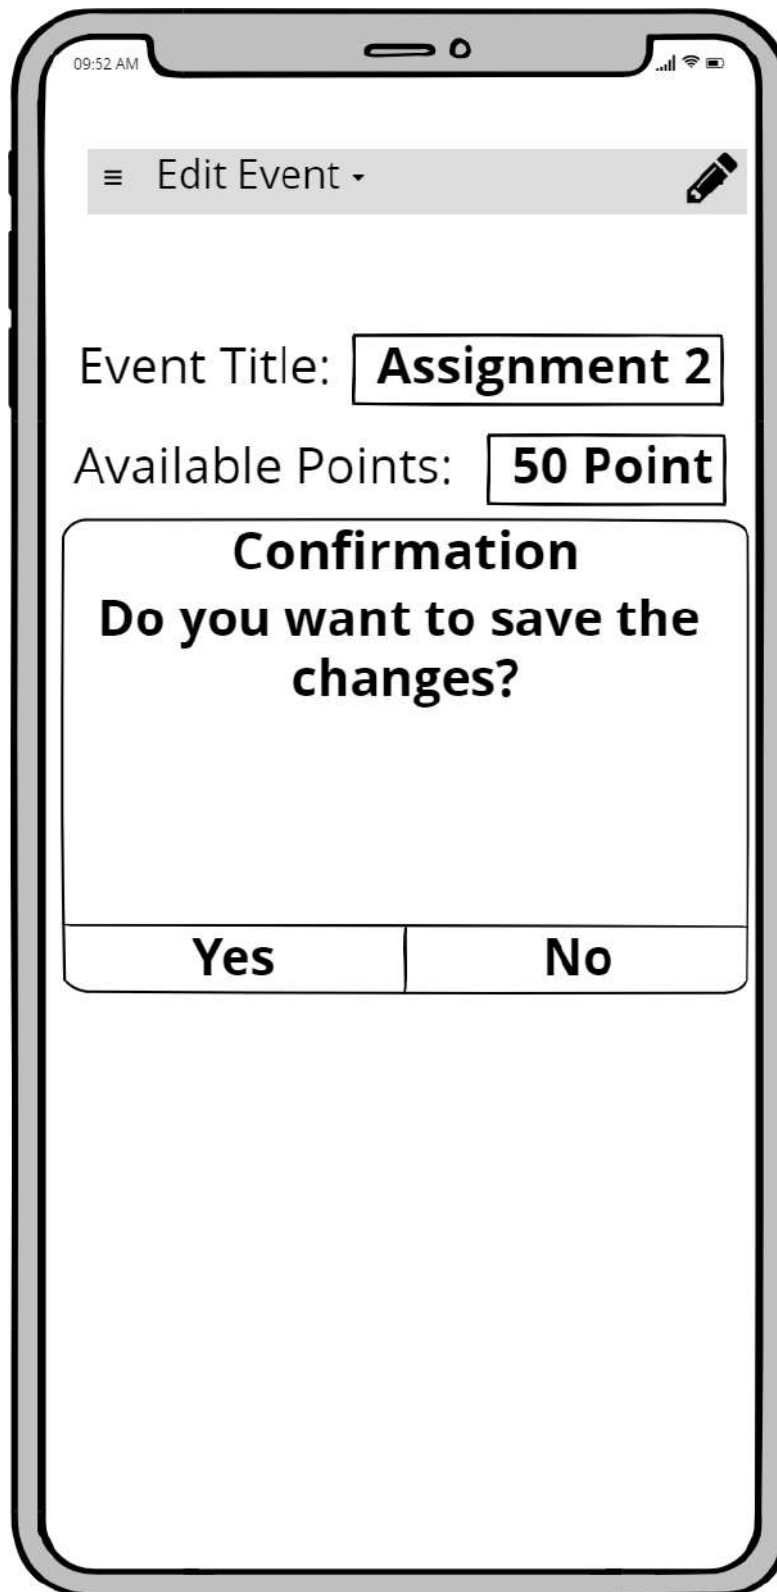 09:52 AM
Edit Event
Event Title: Assignment 2
Available Points: 50 Point
Confirmation
Do you want to save the
changes?
Yes No